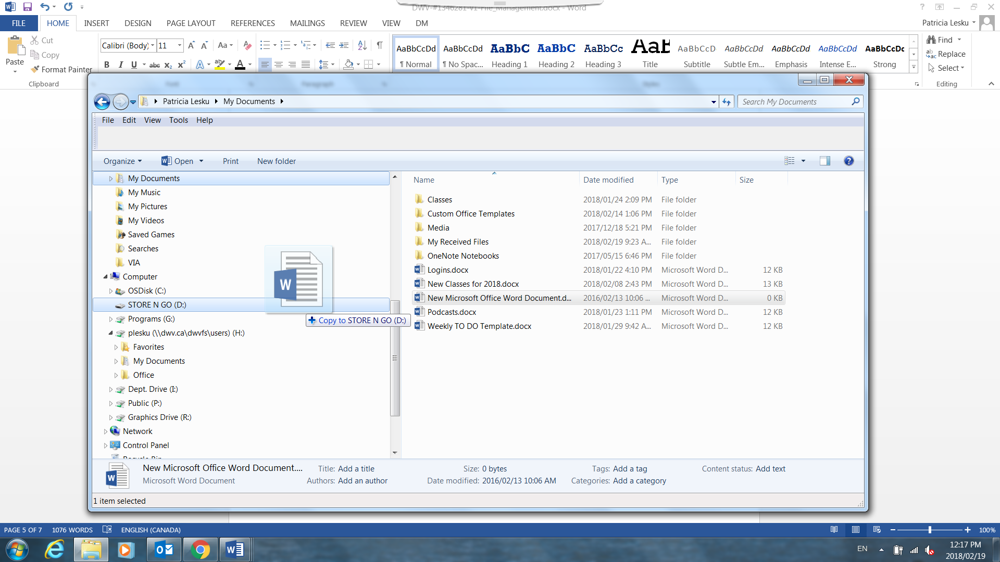 DWV-#1346281-v1-File_Management.docx - Word
FILE HOME INSERT DESIGN PAGE LAYOUT REFERENCES MAILINGS REVIEW VIEW DM
Patricia Lesku
Paste
Cut
Copy
Format Painter
Clipboard
Calibri (Body) 11
Aa
B I U abc x₂ x²
AaBbCcDd AaBbCcDd AaBbC AaBbC AaBbCc AaB AaBbCcD AaBbCcDd AaBbCcDd AaBbCcDd AaBbCcDc
¶ Normal ¶ No Spac... Heading 1 Heading 2 Heading 3 Title Subtitle Subtle Em... Emphasis Intense E... Strong
Find
Replace
Select
Editing
Font Paragraph Styles
Patricia Lesku My Documents
Search My Documents
File Edit View Tools Help
Organize Open Print New folder
My Documents
My Music
My Pictures
My Videos
Saved Games
Searches
VIA
Computer
OSDisk (C:)
STORE N GO (D:)
Programs (G:)
plesku (\\dwv.ca\dwvfs\users) (H:)
Favorites
My Documents
Office
Dept. Drive (I:)
Public (P:)
Graphics Drive (R:)
Network
Control Panel
Recycle Bin
W
Copy to STORE N GO (D:)
Name Date modified Type Size
Classes 2018/01/24 2:09 PM File folder
Custom Office Templates 2018/02/14 1:06 PM File folder
Media 2017/12/18 5:21 PM File folder
My Received Files 2018/02/19 9:23 A... File folder
OneNote Notebooks 2017/05/15 6:46 PM File folder
Logins.docx 2018/01/22 4:10 PM Microsoft Word D... 12 KB
New Classes for 2018.docx 2018/02/08 2:43 PM Microsoft Word D... 13 KB
New Microsoft Office Word Document.d... 2016/02/13 10:06 ... Microsoft Word D... 0 KB
Podcasts.docx 2018/01/23 1:11 PM Microsoft Word D... 12 KB
Weekly TO DO Template.docx 2018/01/29 9:42 A... Microsoft Word D... 12 KB
New Microsoft Office Word Document.... Title: Add a title Size: 0 bytes Tags: Add a tag Content status: Add text
Microsoft Word Document Authors: Add an author Date modified: 2016/02/13 10:06 AM Categories: Add a category
1 item selected
PAGE 5 OF 7 1076 WORDS ENGLISH (CANADA) 100%
EN
12:17 PM
2018/02/19